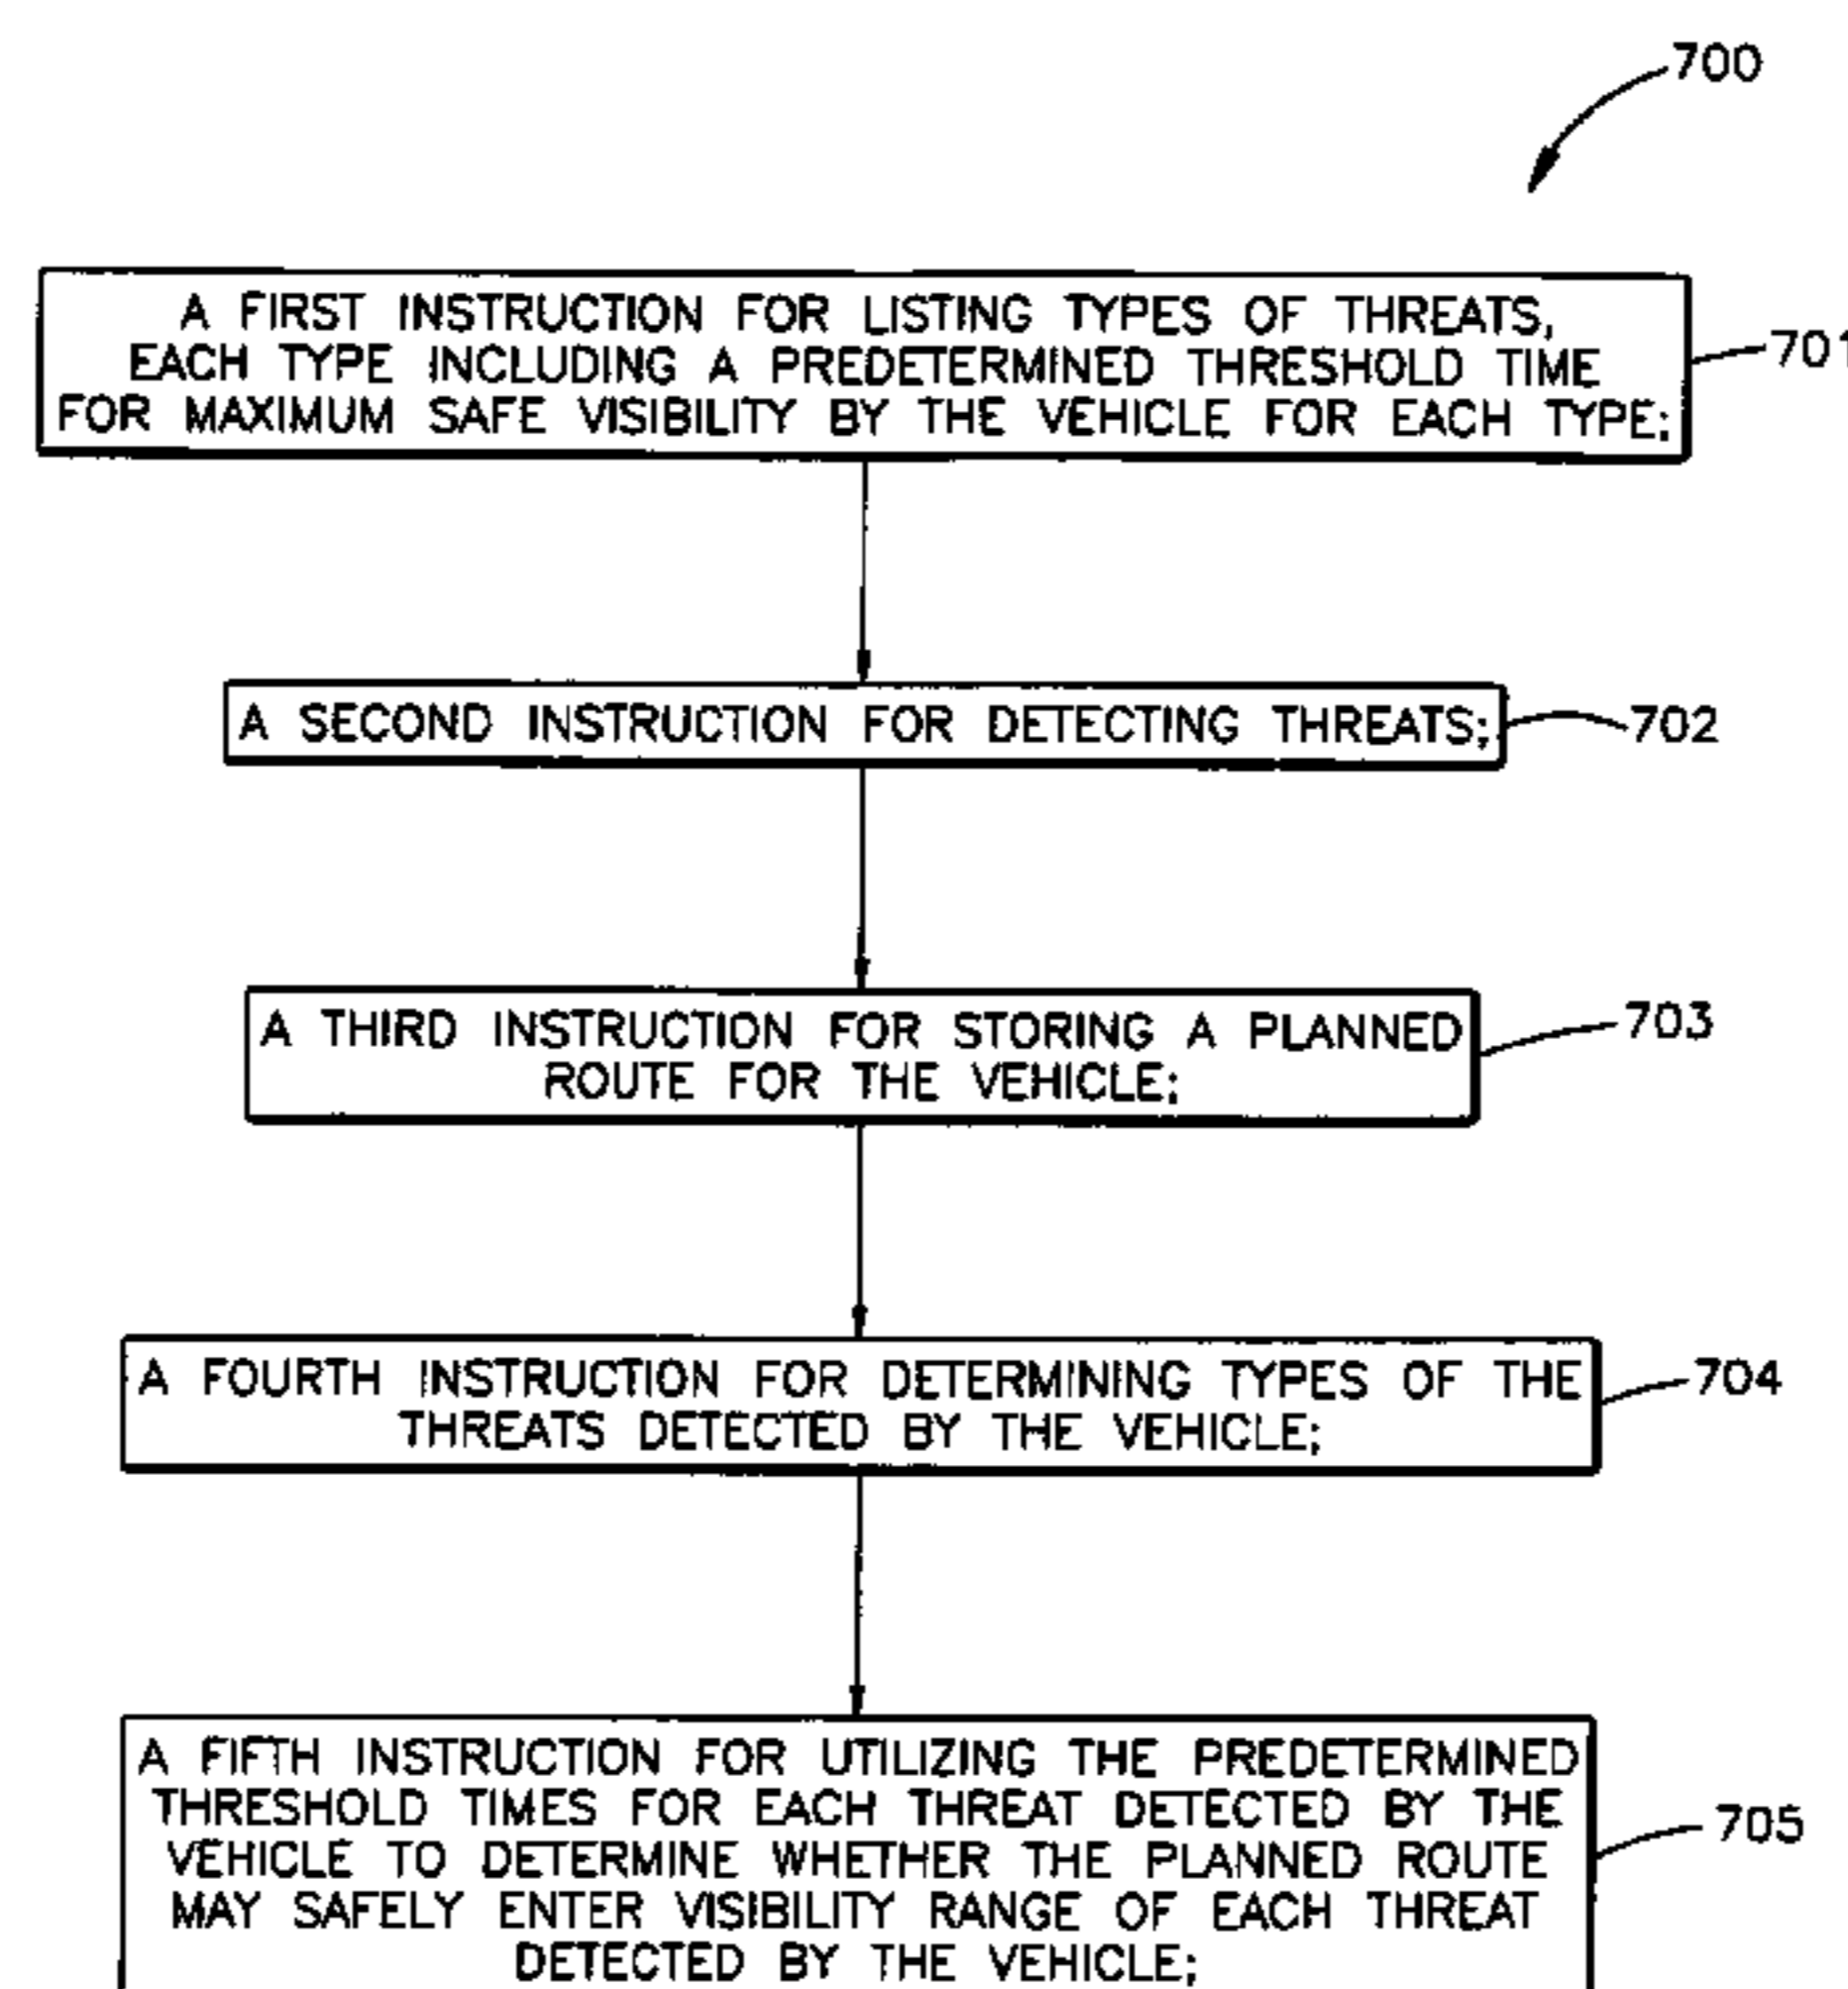 700
A FIRST INSTRUCTION FOR LISTING TYPES OF THREATS,
EACH TYPE INCLUDING A PREDETERMINED THRESHOLD TIME
FOR MAXIMUM SAFE VISIBILITY BY THE VEHICLE FOR EACH TYPE;
701
A SECOND INSTRUCTION FOR DETECTING THREATS;
702
A THIRD INSTRUCTION FOR STORING A PLANNED
ROUTE FOR THE VEHICLE;
703
A FOURTH INSTRUCTION FOR DETERMINING TYPES OF THE
THREATS DETECTED BY THE VEHICLE;
704
A FIFTH INSTRUCTION FOR UTILIZING THE PREDETERMINED
THRESHOLD TIMES FOR EACH THREAT DETECTED BY THE
VEHICLE TO DETERMINE WHETHER THE PLANNED ROUTE
MAY SAFELY ENTER VISIBILITY RANGE OF EACH THREAT
DETECTED BY THE VEHICLE;
705